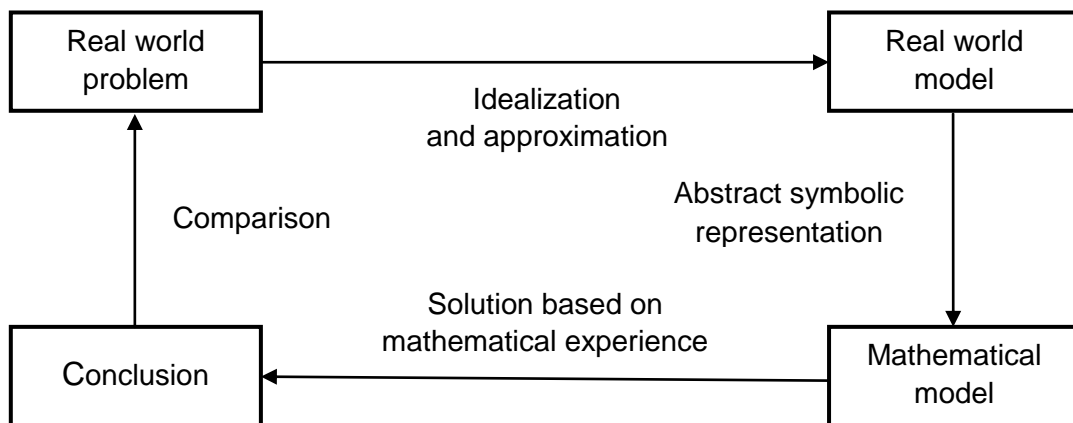 Real world
problem
Idealization
and approximation
Real world
model
Abstract symbolic
representation
Comparison
Solution based on
mathematical experience
Conclusion
Mathematical
model